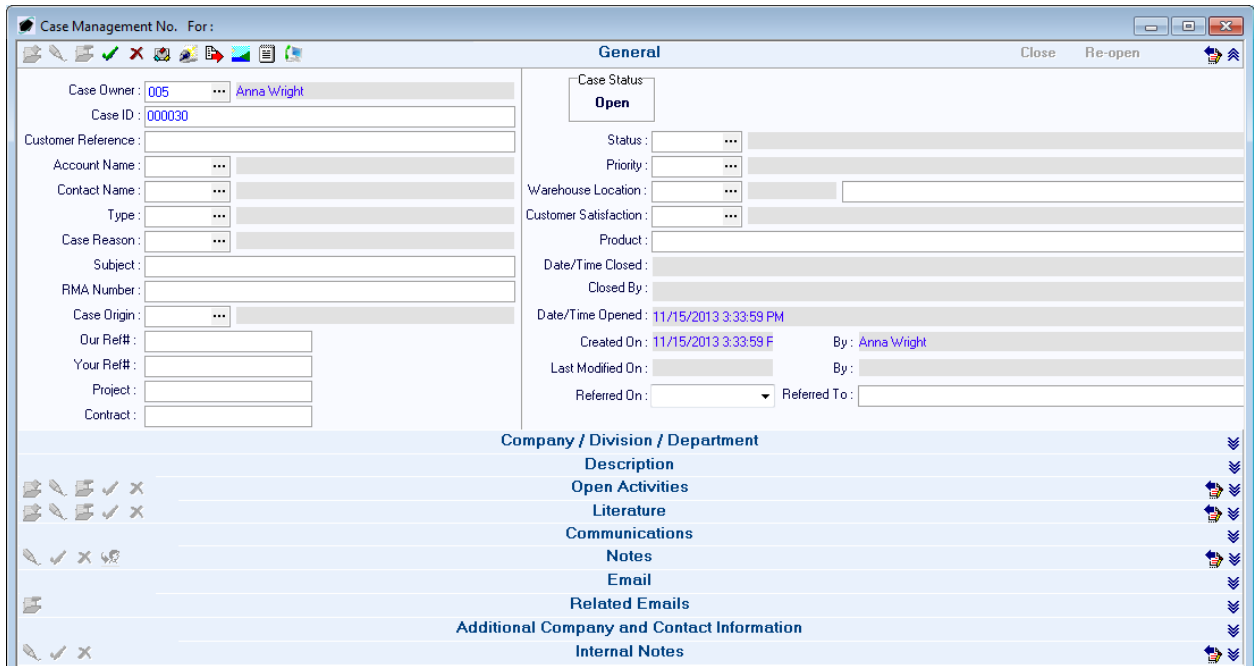 Case Management No. For :
General Close Re-open
Case Owner : 005 ... Anna Wright
Case ID : 000030
Customer Reference :
Account Name : ...
Contact Name : ...
Type : ...
Case Reason : ...
Subject :
RMA Number :
Case Origin : ...
Our Ref# :
Your Ref# :
Project :
Contract :
Case Status
Open
Status : ...
Priority : ...
Warehouse Location : ...
Customer Satisfaction : ...
Product :
Date/Time Closed :
Closed By :
Date/Time Opened : 11/15/2013 3:33:59 PM
Created On : 11/15/2013 3:33:59 P By : Anna Wright
Last Modified On : By :
Referred On : Referred To :
Company / Division / Department
Description
Open Activities
Literature
Communications
Notes
Email
Related Emails
Additional Company and Contact Information
Internal Notes